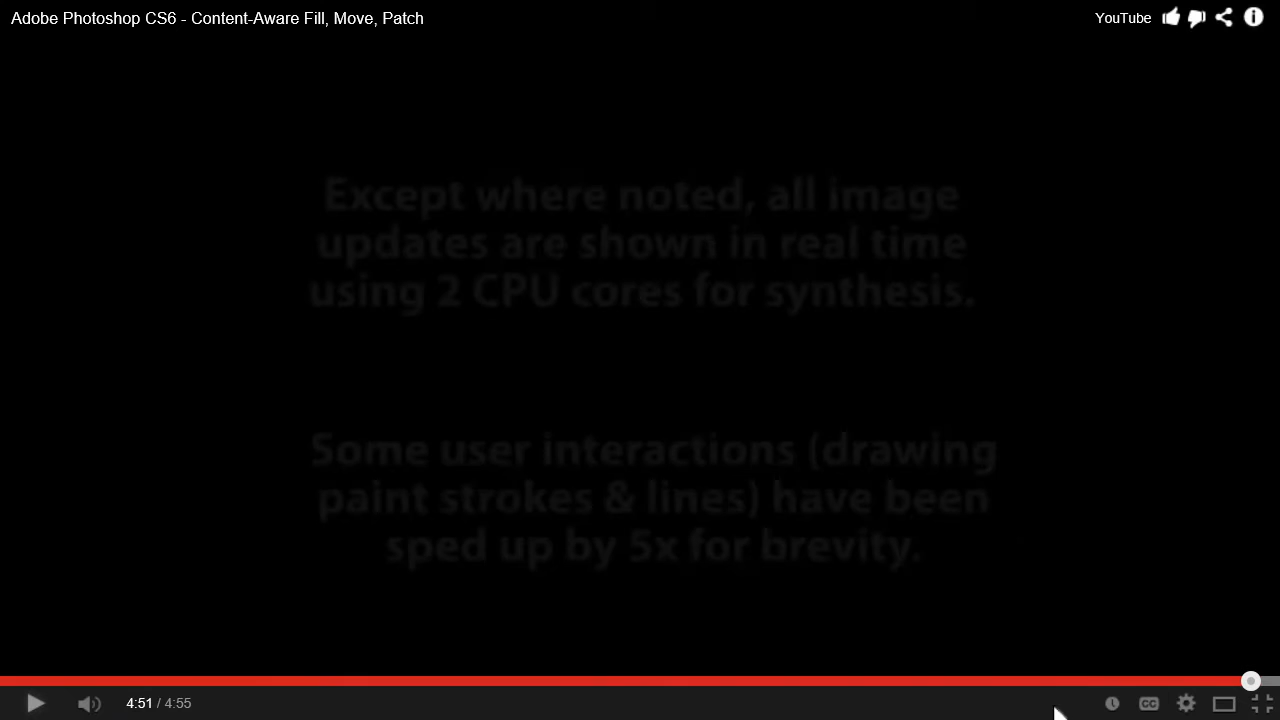 Adobe Photoshop CS6 - Content-Aware Fill, Move, Patch
YouTube
Except where noted, all image
updates are shown in real time
using 2 CPU cores for synthesis.
Some user interactions (drawing
paint strokes & lines) have been
sped up by 5x for brevity.
4:51 / 4:55
CC